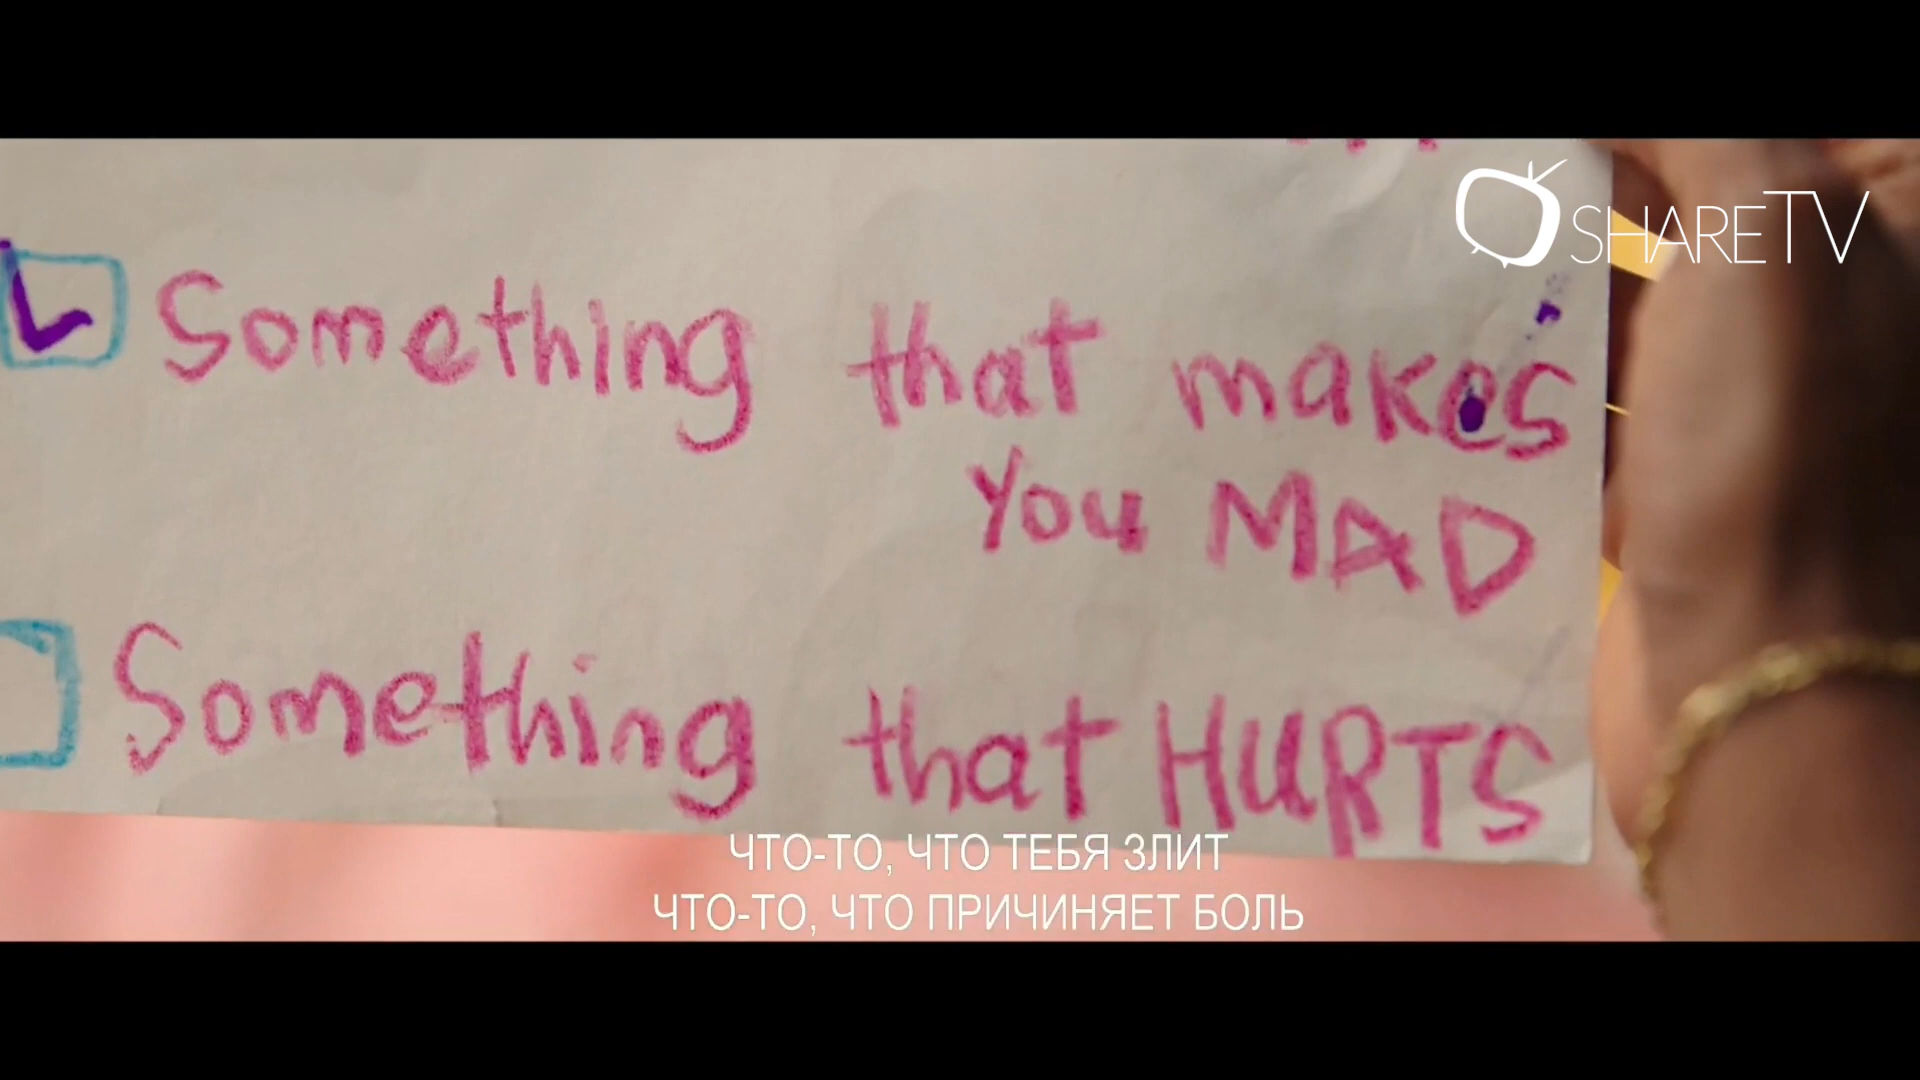 SHARETV
Something that makes
You MAD
Something that HURTS
ЧТО-ТО, ЧТО ТЕБЯ ЗЛИТ
ЧТО-ТО, ЧТО ПРИЧИНЯЕТ БОЛЬ